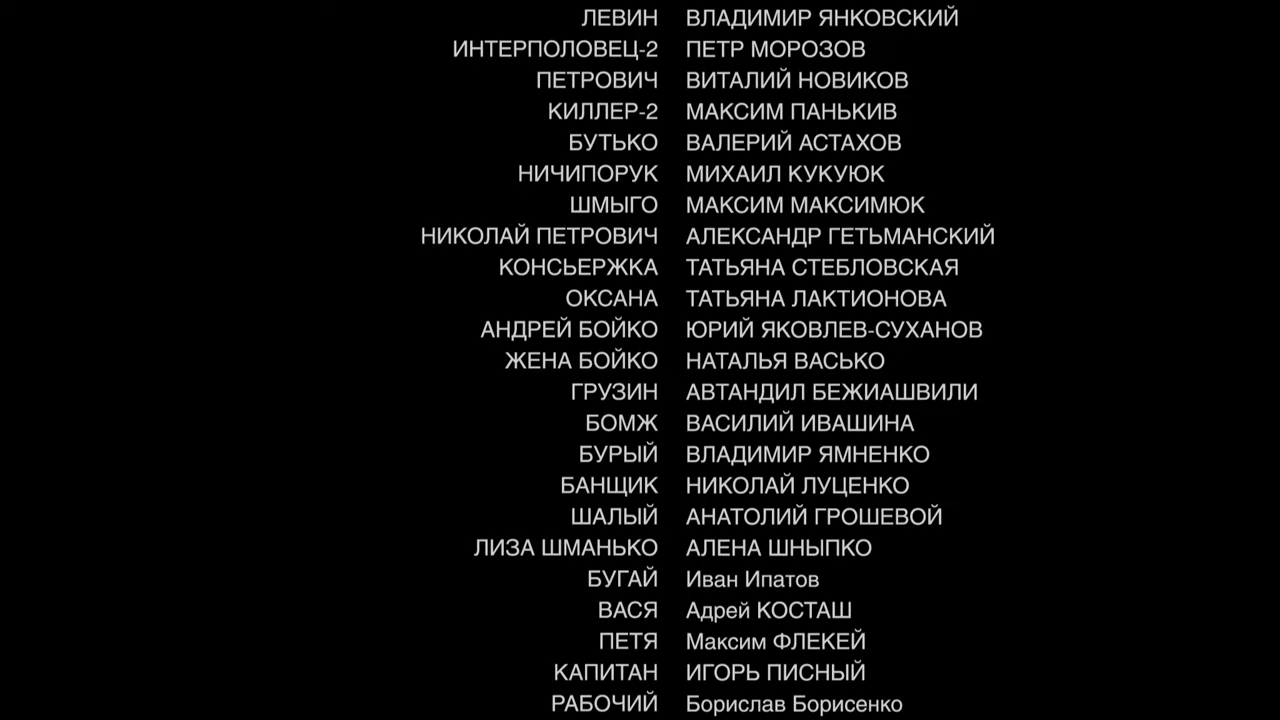 ЛЕВИН ВЛАДИМИР ЯНКОВСКИЙ
ИНТЕРПОЛОВЕЦ-2 ПЕТР МОРОЗОВ
ПЕТРОВИЧ ВИТАЛИЙ НОВИКОВ
КИЛЛЕР-2 МАКСИМ ПАНЬКИВ
БУТЬКО ВАЛЕРИЙ АСТАХОВ
НИЧИПОРУК МИХАИЛ КУКУЮК
ШМЫГО МАКСИМ МАКСИМЮК
НИКОЛАЙ ПЕТРОВИЧ АЛЕКСАНДР ГЕТЬМАНСКИЙ
КОНСЬЕРЖКА ТАТЬЯНА СТЕБЛОВСКАЯ
ОКСАНА ТАТЬЯНА ЛАКТИОНОВА
АНДРЕЙ БОЙКО ЮРИЙ ЯКОВЛЕВ-СУХАНОВ
ЖЕНА БОЙКО НАТАЛЬЯ ВАСЬКО
ГРУЗИН АВТАНДИЛ БЕЖИАШВИЛИ
БОМЖ ВАСИЛИЙ ИВАШИНА
БУРЫЙ ВЛАДИМИР ЯМНЕНКО
БАНЩИК НИКОЛАЙ ЛУЦЕНКО
ШАЛЫЙ АНАТОЛИЙ ГРОШЕВОЙ
ЛИЗА ШМАНЬКО АЛЕНА ШНЫПКО
БУГАЙ Иван Ипатов
ВАСЯ Адрей КОСТАШ
ПЕТЯ Максим ФЛЕКЕЙ
КАПИТАН ИГОРЬ ПИСНЫЙ
РАБОЧИЙ Борислав Борисенко